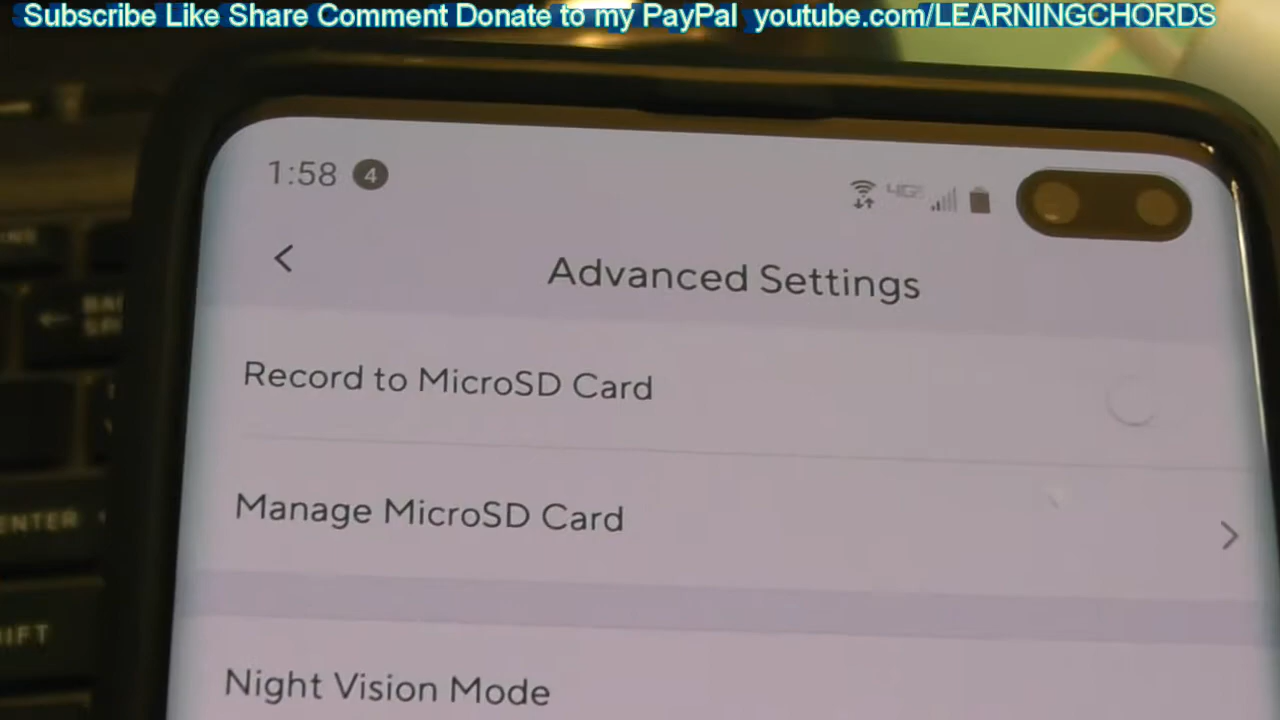 Subscribe Like Share Comment Donate to my PayPal youtube.com/LEARNINGCHORDS
1:58 4
Advanced Settings
Record to MicroSD Card
Manage MicroSD Card
ENTER
Night Vision Mode